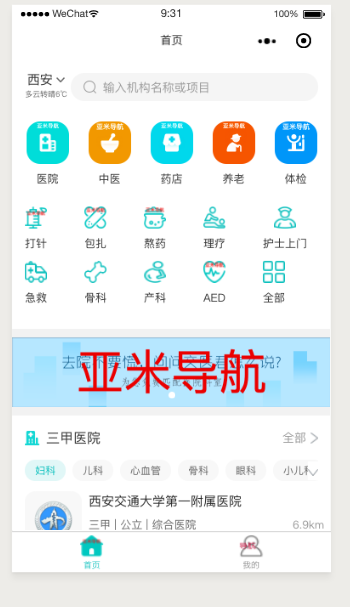 ●●●●● WeChat 9:31 100%
首页
西安
多云转晴6℃
输入机构名称或项目
亚米导航 亚米导航 亚米导航 亚米导航 亚米导航
医院 中医 药店 养老 体检
打针 包扎 熬药 理疗 护士上门
急救 骨科 产科 AED 全部
亚米导航
三甲医院 全部
妇科 儿科 心血管 骨科 眼科 小儿科
西安交通大学第一附属医院
三甲 | 公立 | 综合医院 6.9km
首页 我的